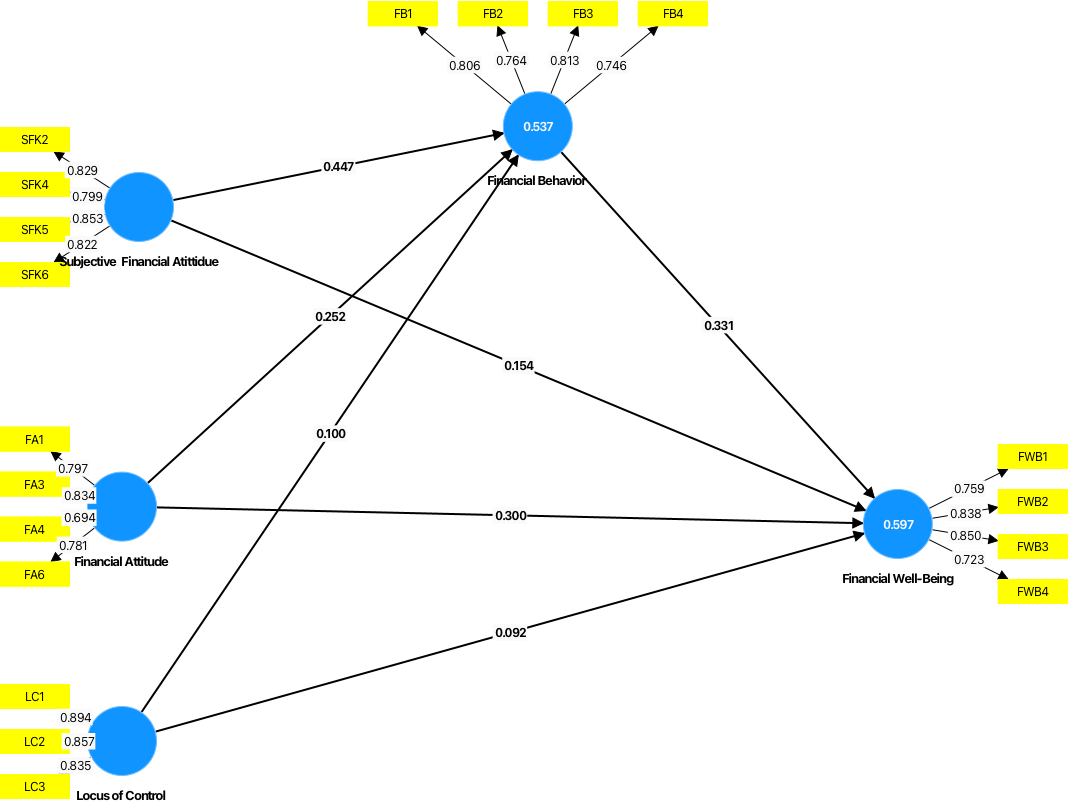 FB1 FB2 FB3 FB4
0.806 0.764 0.813 0.746
0.537
Financial Behavior
SFK2
0.829
SFK4
0.799
0.853
SFK5
0.822
SFK6
Subjective Financial Atittidue
0.447
0.252
0.331
0.154
0.100
FA1
0.797
FA3
0.834
0.694
FA4
0.781
FA6
Financial Attitude
0.300
0.597
Financial Well-Being
FWB1
0.759
FWB2
0.838
0.850
FWB3
0.723
FWB4
0.092
LC1
0.894
LC2
0.857
0.835
LC3
Locus of Control